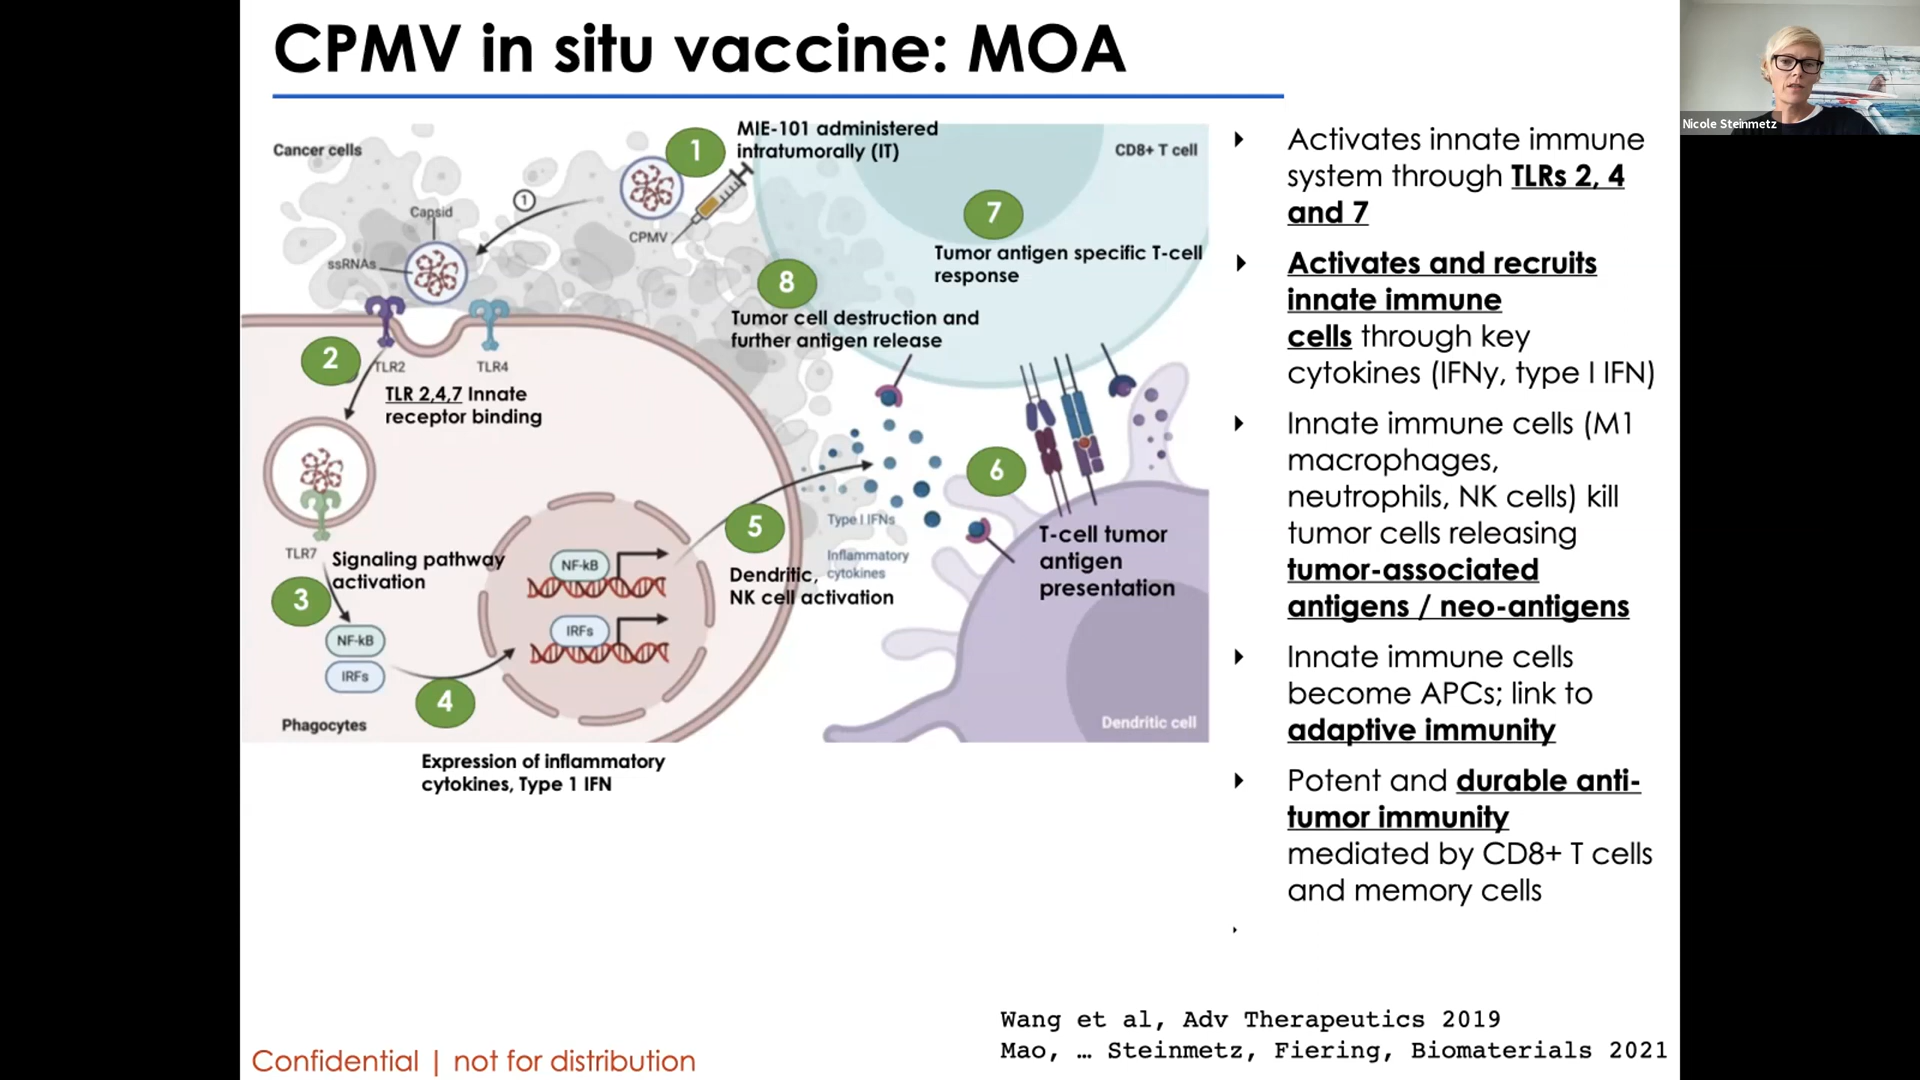 CPMV in situ vaccine: MOA
Nicole Steinmetz
Cancer cells
1
MIE-101 administered
intratumorally (IT)
CD8+ T cell
1
Capsid
CPMV
ssRNAs
7
Tumor antigen specific T-cell
response
8
Tumor cell destruction and
further antigen release
2
TLR2
TLR4
TLR 2,4,7 Innate
receptor binding
6
5
Type I IFNs
Inflammatory
cytokines
T-cell tumor
antigen
presentation
TLR7
Signaling pathway
activation
NF-kB
Dendritic,
NK cell activation
3
NF-kB
IRFs
IRFs
4
Phagocytes
Dendritic cell
Expression of inflammatory
cytokines, Type 1 IFN
Activates innate immune
system through TLRs 2, 4
and 7
Activates and recruits
innate immune
cells through key
cytokines (IFNy, type I IFN)
Innate immune cells (M1
macrophages,
neutrophils, NK cells) kill
tumor cells releasing
tumor-associated
antigens / neo-antigens
Innate immune cells
become APCs; link to
adaptive immunity
Potent and durable anti-
tumor immunity
mediated by CD8+ T cells
and memory cells
Wang et al, Adv Therapeutics 2019
Mao, … Steinmetz, Fiering, Biomaterials 2021
Confidential | not for distribution